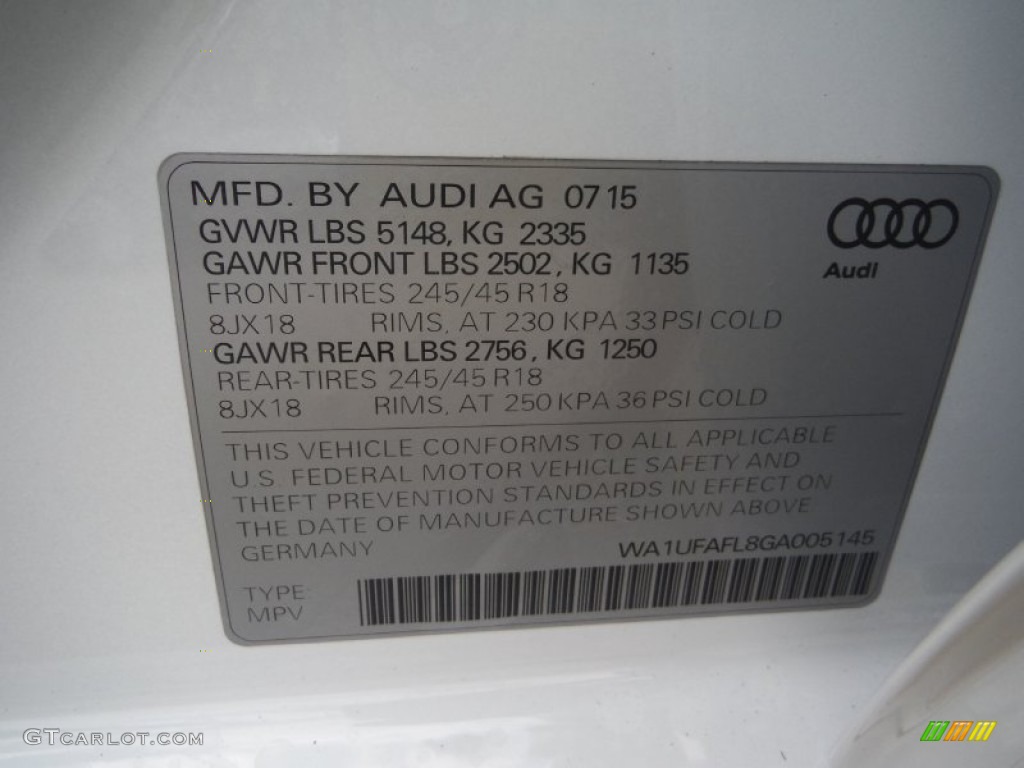 MFD. BY AUDI AG 07 15
GVWR LBS 5148, KG 2335
GAWR FRONT LBS 2502, KG 1135
FRONT-TIRES 245/45 R18
8JX18 RIMS, AT 230 KPA 33 PSI COLD
GAWR REAR LBS 2756, KG 1250
REAR-TIRES 245/45 R18
8JX18 RIMS, AT 250 KPA 36 PSI COLD
Audi
THIS VEHICLE CONFORMS TO ALL APPLICABLE
U.S. FEDERAL MOTOR VEHICLE SAFETY AND
THEFT PREVENTION STANDARDS IN EFFECT ON
THE DATE OF MANUFACTURE SHOWN ABOVE
GERMANY WA1UFAFL8GA005145
TYPE:
MPV
GTCarlot.com